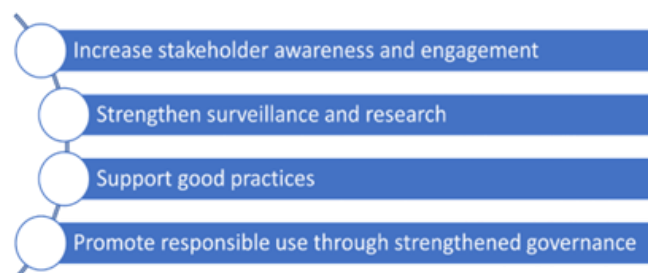 Increase stakeholder awareness and engagement
Strengthen surveillance and research
Support good practices
Promote responsible use through strengthened governance